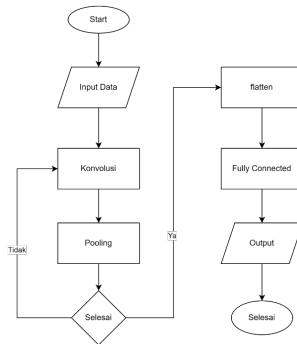 Start
Input Data
Konvolusi
Pooling
Tidak
Selesai
Ya
flatten
Fully Connected
Output
Selesai